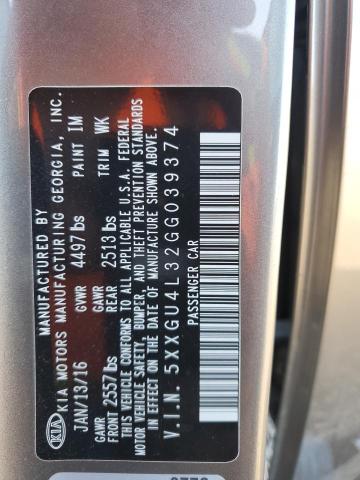 MANUFACTURED BY
KIA KIA MOTORS MANUFACTURING GEORGIA, INC.
JAN/13/16 GVWR 4497lbs PAINT IM
GAWR FRONT 2557lbs GAWR REAR 2513lbs TRIM WK
THIS VEHICLE CONFORMS TO ALL APPLICABLE U.S.A. FEDERAL
MOTOR VEHICLE SAFETY, BUMPER, AND THEFT PREVENTION STANDARDS
IN EFFECT ON THE DATE OF MANUFACTURE SHOWN ABOVE.
V.I.N. 5XXGU4L32GG039374
PASSENGER CAR